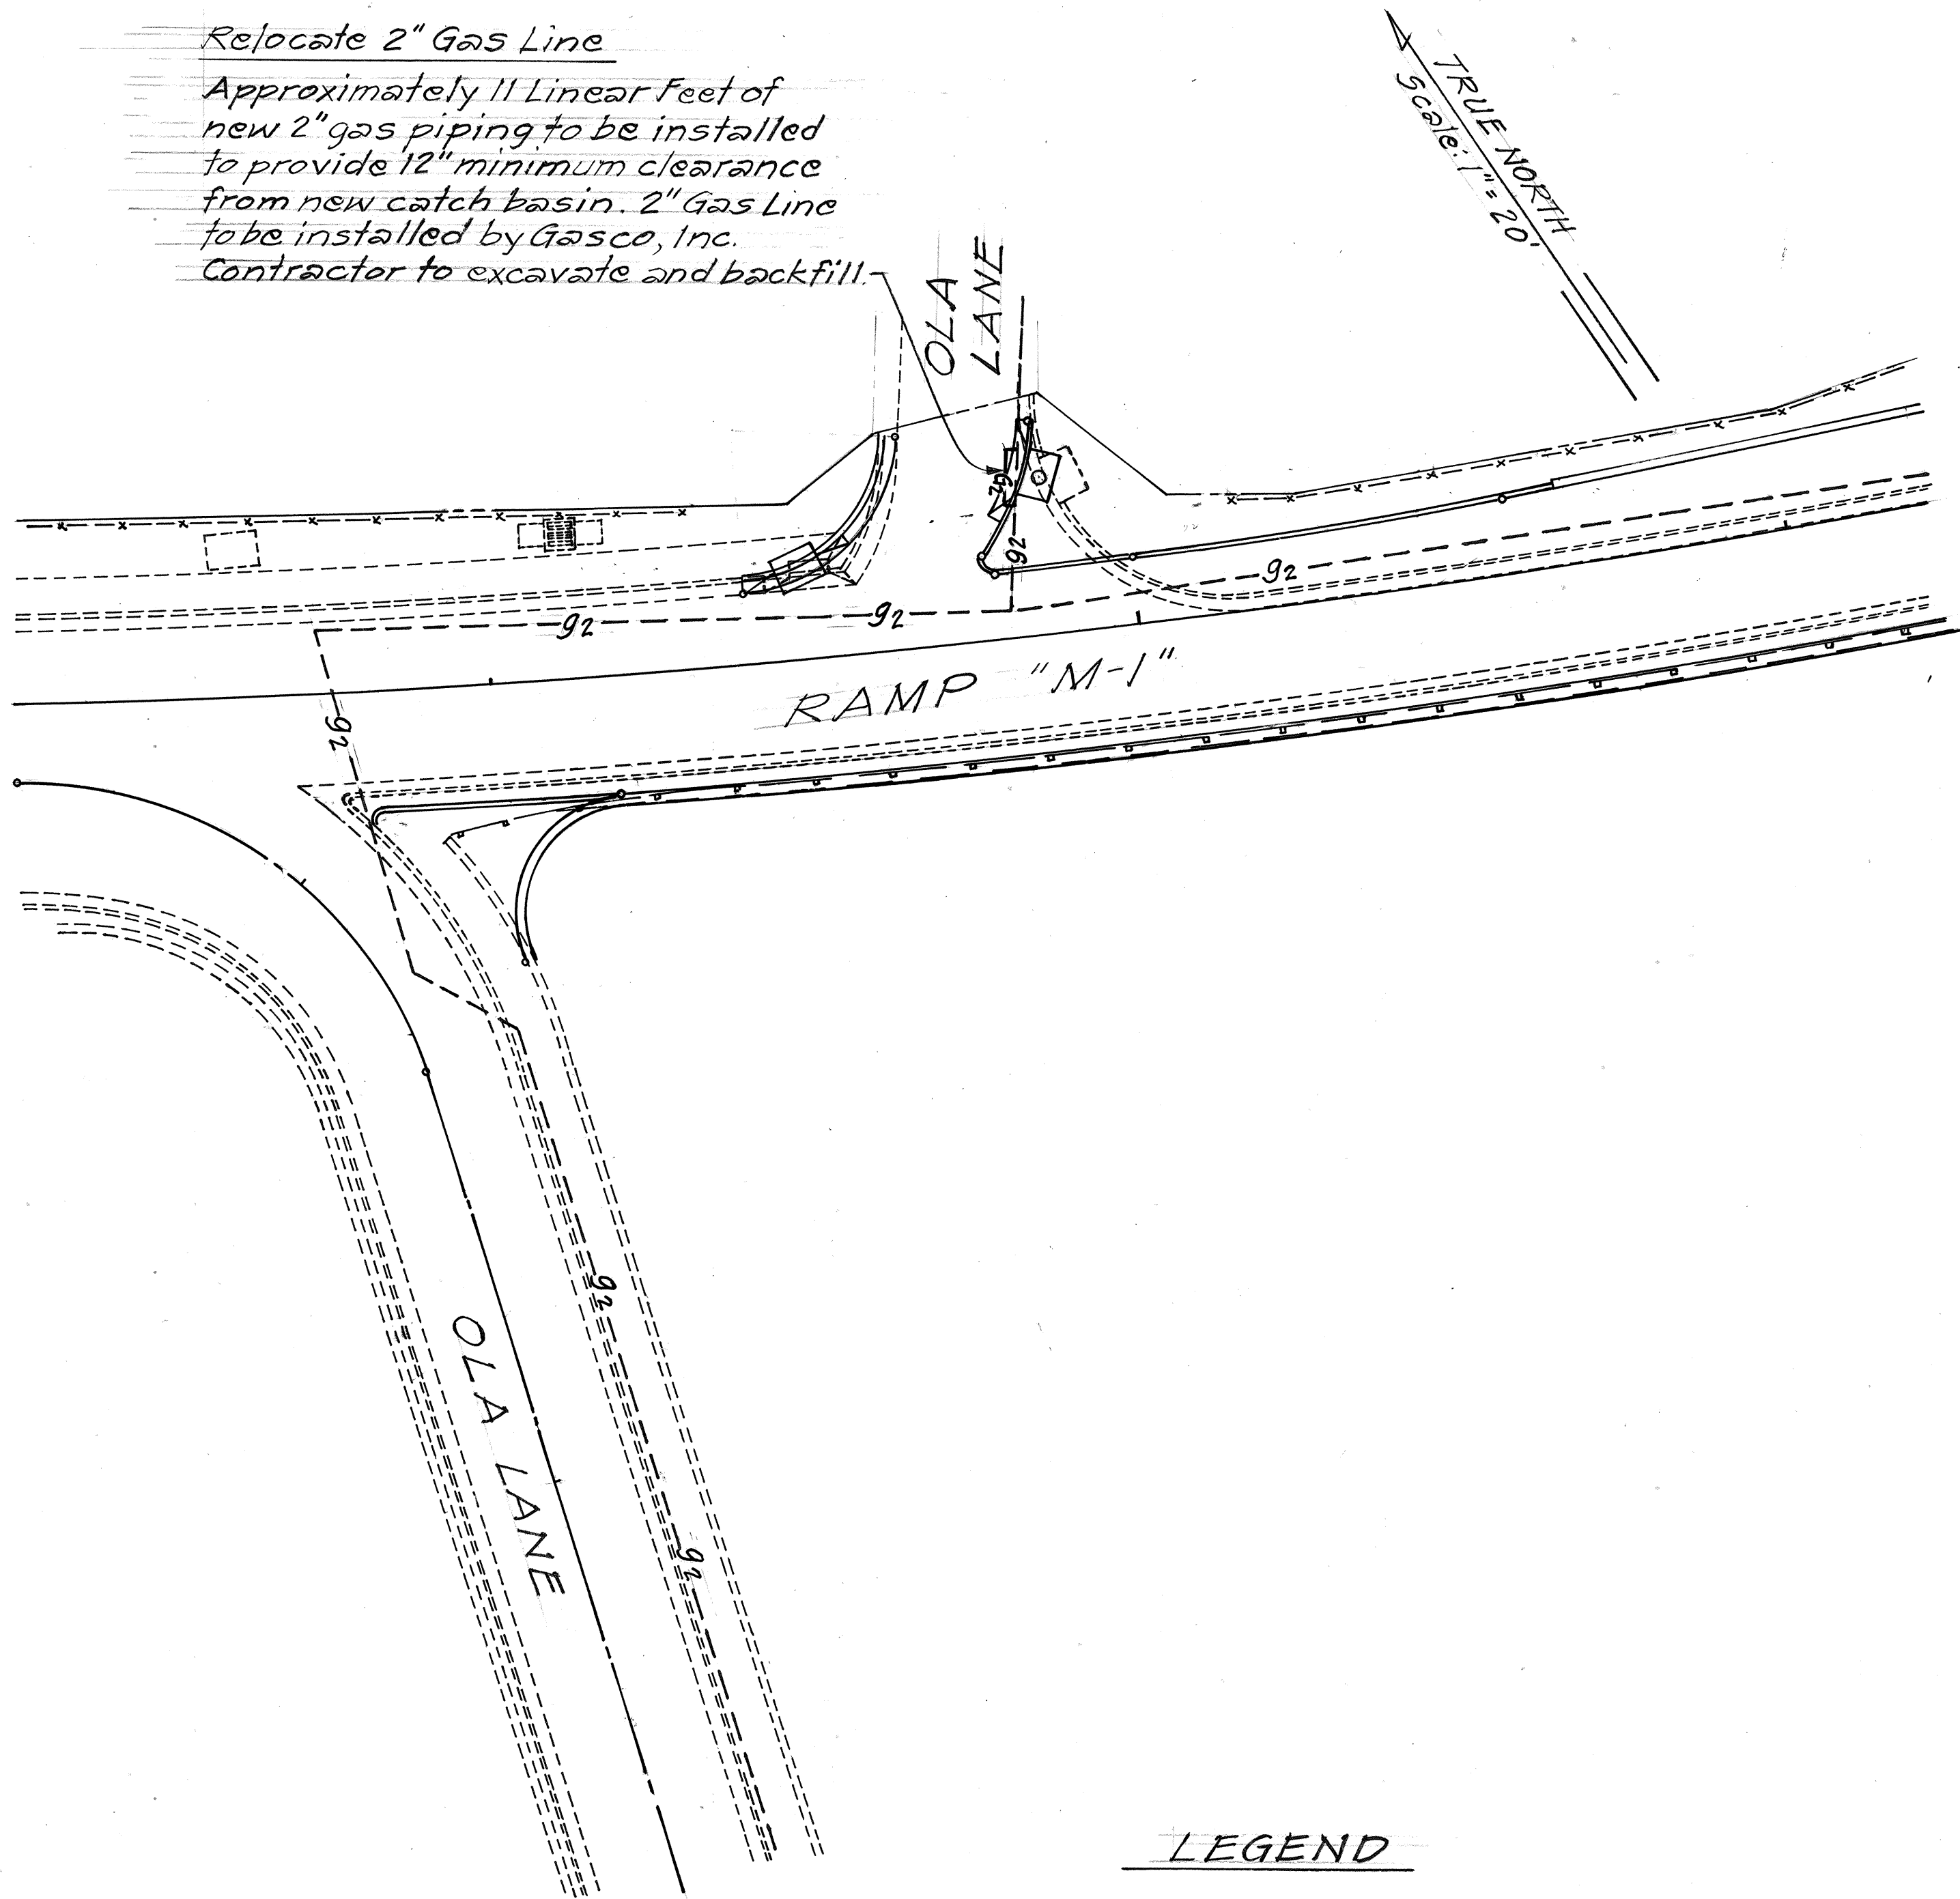 Relocate 2" Gas Line
Approximately 11 Linear Feet of
new 2" gas piping to be installed
to provide 12" minimum clearance
from new catch basin. 2" Gas Line
to be installed by Gasco, Inc.
Contractor to excavate and backfill.
TRUE NORTH
Scale: 1" = 20'
OLA
LANE
g2
g2
g2
g2
g2
RAMP "M-1"
g2
g2
OLA LANE
g2
LEGEND